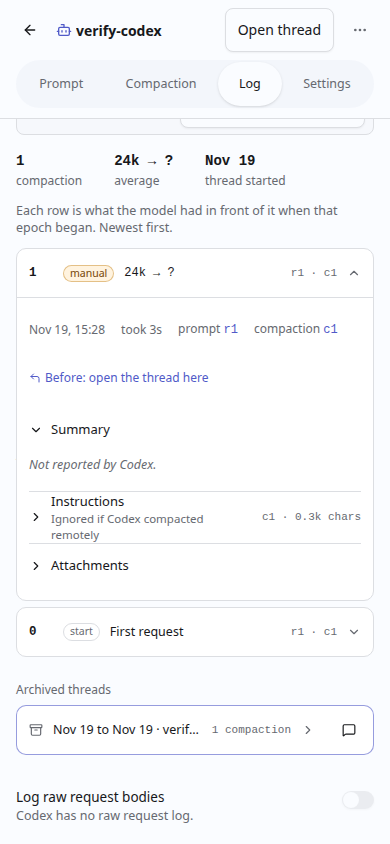 verify-codex
Open thread
Prompt
Compaction
Log
Settings
1
compaction
24k → ?
average
Nov 19
thread started
Each row is what the model had in front of it when that
epoch began. Newest first.
1 manual 24k → ? r1 · c1
Nov 19, 15:28 took 3s prompt r1 compaction c1
Before: open the thread here
Summary
Not reported by Codex.
Instructions
Ignored if Codex compacted
remotely
c1 · 0.3k chars
Attachments
0 start First request r1 · c1
Archived threads
Nov 19 to Nov 19 · verif... 1 compaction
Log raw request bodies
Codex has no raw request log.